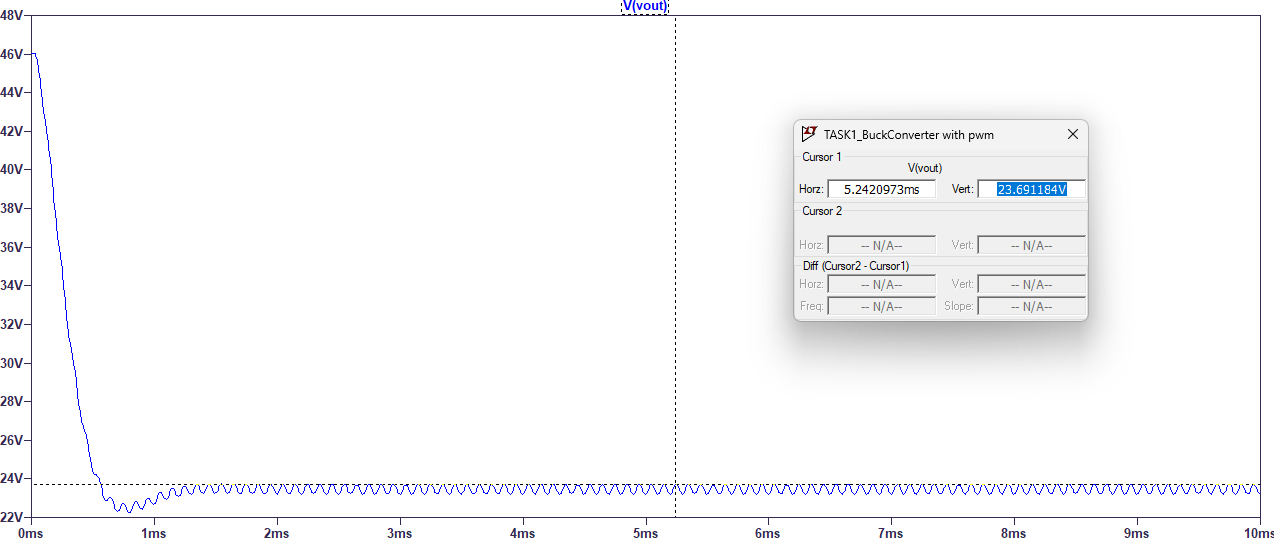 V(vout)
48V
46V
44V
42V
40V
38V
36V
34V
32V
30V
28V
26V
24V
22V
0ms 1ms 2ms 3ms 4ms 5ms 6ms 7ms 8ms 9ms 10ms
TASK1_BuckConverter with pwm
Cursor 1
V(vout)
Horz: 5.2420973ms Vert: 23.691184V
Cursor 2
Horz: -- N/A-- Vert: -- N/A--
Diff (Cursor2 - Cursor1)
Horz: -- N/A-- Vert: -- N/A--
Freq: -- N/A-- Slope: -- N/A--